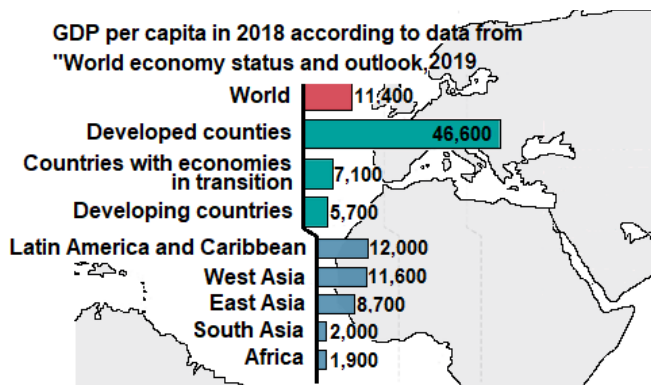 GDP per capita in 2018 according to data from
"World economy status and outlook,2019
World 11,400
Developed counties 46,600
Countries with economies
in transition 7,100
Developing countries 5,700
Latin America and Caribbean 12,000
West Asia 11,600
East Asia 8,700
South Asia 2,000
Africa 1,900